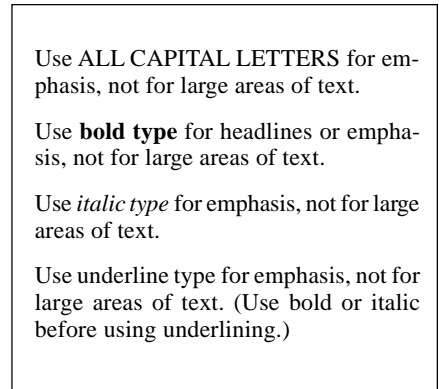 Use ALL CAPITAL LETTERS for em-
phasis, not for large areas of text.
Use bold type for headlines or empha-
sis, not for large areas of text.
Use italic type for emphasis, not for large
areas of text.
Use underline type for emphasis, not for
large areas of text. (Use bold or italic
before using underlining.)